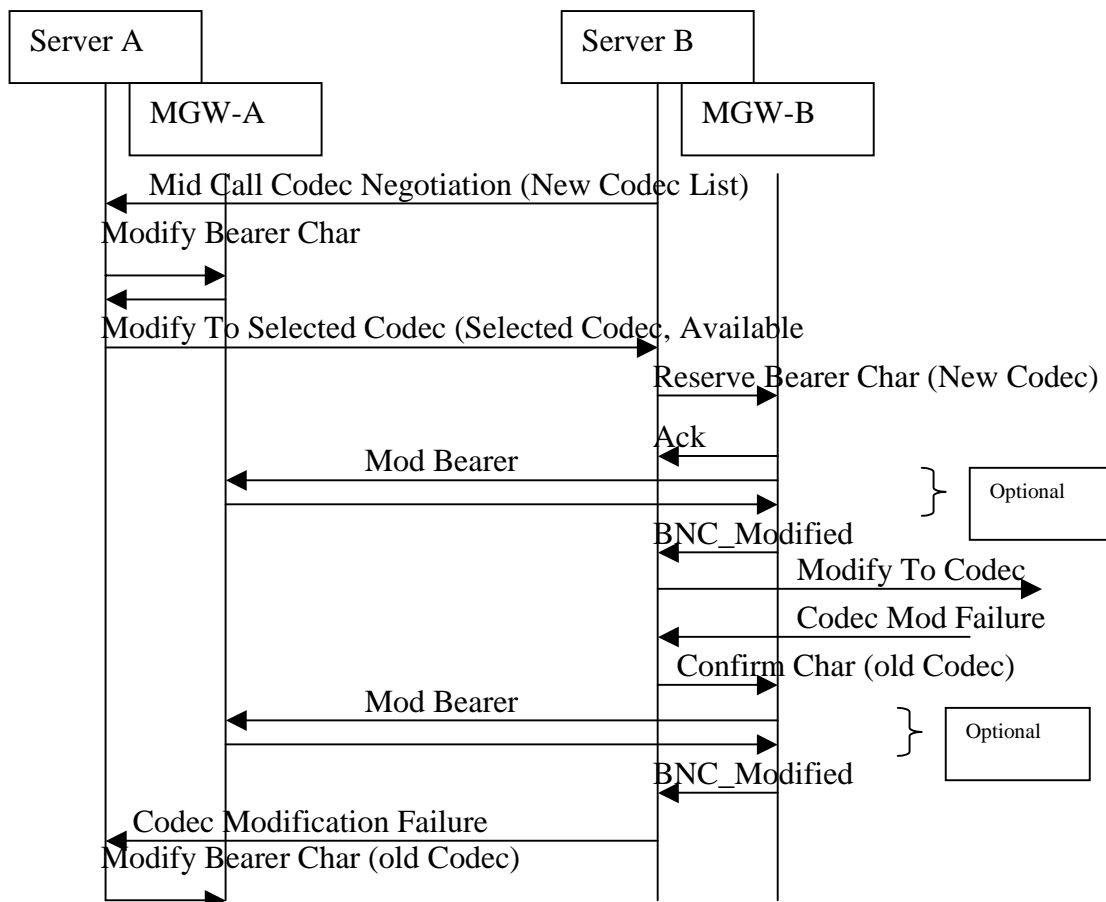 Server A
Server B
MGW-A
MGW-B
Mid Call Codec Negotiation (New Codec List)
Modify Bearer Char
Modify To Selected Codec (Selected Codec, Available
Reserve Bearer Char (New Codec)
Ack
Mod Bearer
Optional
BNC_Modified
Modify To Codec
Codec Mod Failure
Confirm Char (old Codec)
Mod Bearer
Optional
BNC_Modified
Codec Modification Failure
Modify Bearer Char (old Codec)